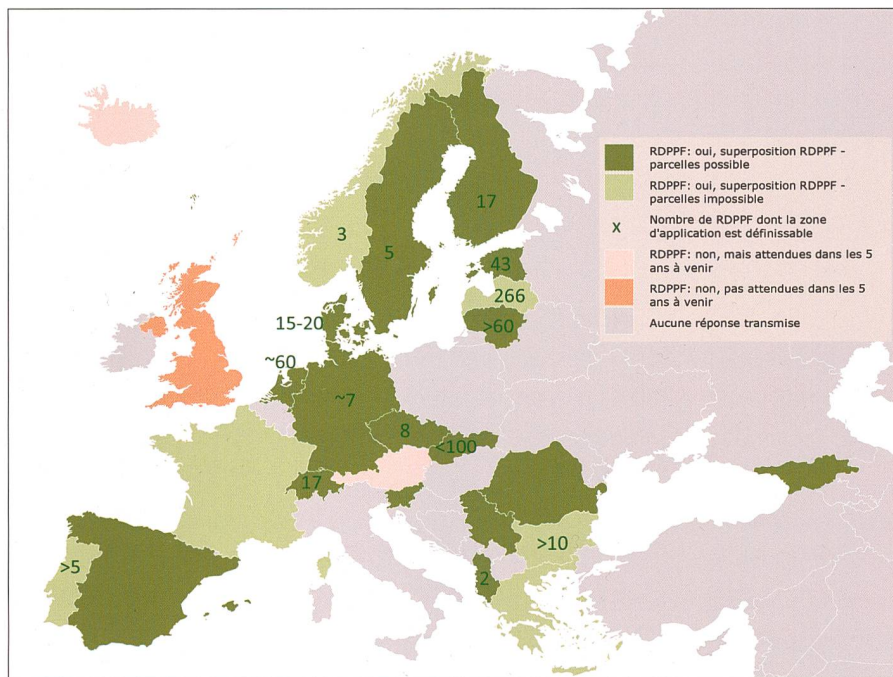 RDPPF: oui, superposition RDPPF -
parcelles possible
RDPPF: oui, superposition RDPPF -
parcelles impossible
X Nombre de RDPPF dont la zone
d'application est définissable
RDPPF: non, mais attendues dans les 5
ans à venir
RDPPF: non, pas attendues dans les 5
ans à venir
Aucune réponse transmise
17
3
5
43
266
>60
15-20
~60
~7
8
<100
17
>10
>5
2